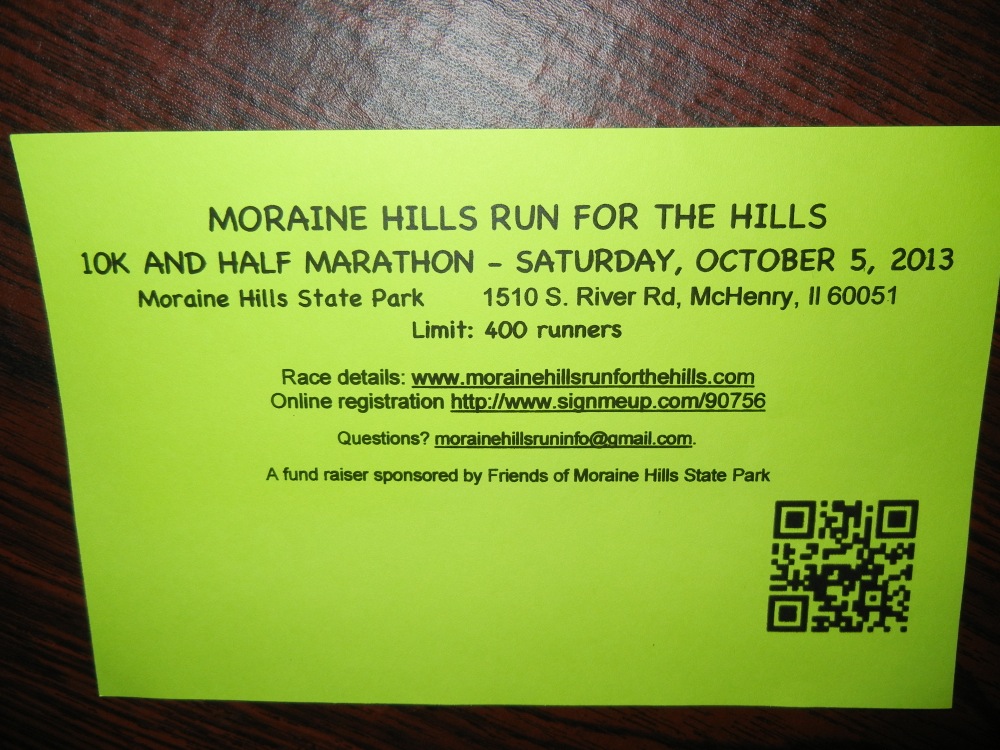 MORAINE HILLS RUN FOR THE HILLS
10K AND HALF MARATHON - SATURDAY, OCTOBER 5, 2013
Moraine Hills State Park 1510 S. River Rd, McHenry, Il 60051
Limit: 400 runners
Race details: www.morainehillsrunforthehills.com
Online registration http://www.signmeup.com/90756
Questions? morainehillsruninfo@gmail.com.
A fund raiser sponsored by Friends of Moraine Hills State Park